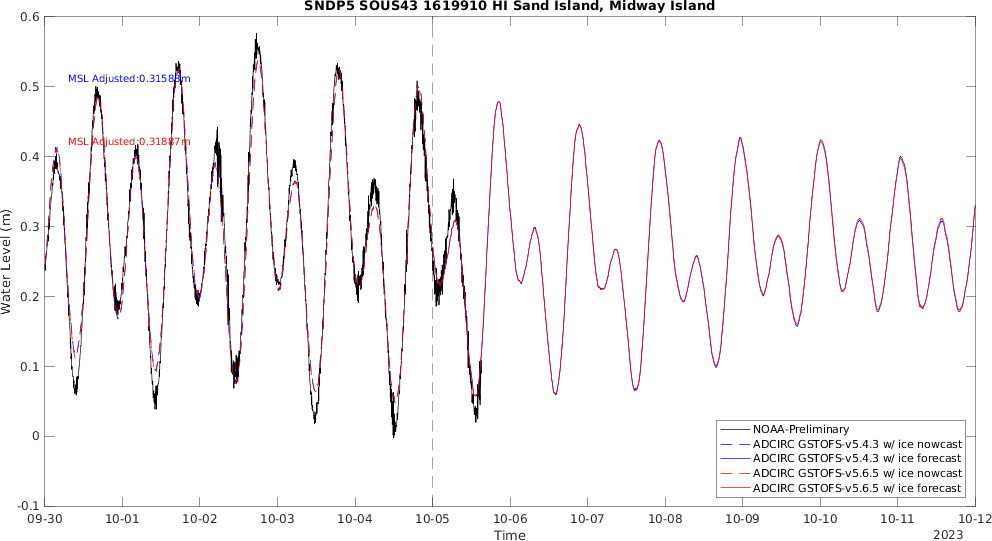 SNDP5 SOUS43 1619910 HI Sand Island, Midway Island
Water Level (m)
0.6
0.5
0.4
0.3
0.2
0.1
0
-0.1
MSL Adjusted:0.31583m
MSL Adjusted:0.31887m
NOAA-Preliminary
ADCIRC GSTOFS-v5.4.3 w/ ice nowcast
ADCIRC GSTOFS-v5.4.3 w/ ice forecast
ADCIRC GSTOFS-v5.6.5 w/ ice nowcast
ADCIRC GSTOFS-v5.6.5 w/ ice forecast
09-30 10-01 10-02 10-03 10-04 10-05 10-06 10-07 10-08 10-09 10-10 10-11 10-12
Time
2023